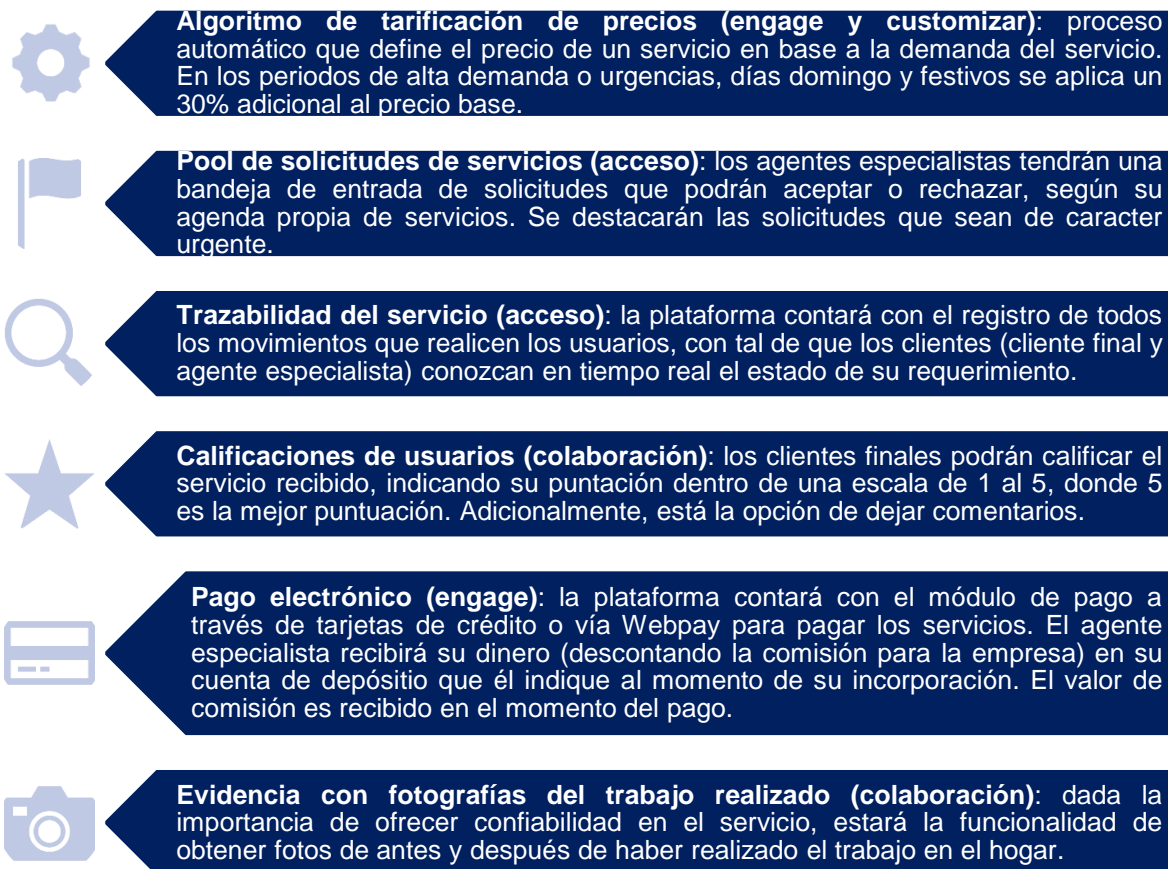 Algoritmo de tarificación de precios (engage y customizar): proceso
automático que define el precio de un servicio en base a la demanda del servicio.
En los periodos de alta demanda o urgencias, días domingo y festivos se aplica un
30% adicional al precio base.
Pool de solicitudes de servicios (acceso): los agentes especialistas tendrán una
bandeja de entrada de solicitudes que podrán aceptar o rechazar, según su
agenda propia de servicios. Se destacarán las solicitudes que sean de caracter
urgente.
Trazabilidad del servicio (acceso): la plataforma contará con el registro de todos
los movimientos que realicen los usuarios, con tal de que los clientes (cliente final y
agente especialista) conozcan en tiempo real el estado de su requerimiento.
Calificaciones de usuarios (colaboración): los clientes finales podrán calificar el
servicio recibido, indicando su puntación dentro de una escala de 1 al 5, donde 5
es la mejor puntuación. Adicionalmente, está la opción de dejar comentarios.
Pago electrónico (engage): la plataforma contará con el módulo de pago a
través de tarjetas de crédito o vía Webpay para pagar los servicios. El agente
especialista recibirá su dinero (descontando la comisión para la empresa) en su
cuenta de depósitio que él indique al momento de su incorporación. El valor de
comisión es recibido en el momento del pago.
Evidencia con fotografías del trabajo realizado (colaboración): dada la
importancia de ofrecer confiabilidad en el servicio, estará la funcionalidad de
obtener fotos de antes y después de haber realizado el trabajo en el hogar.